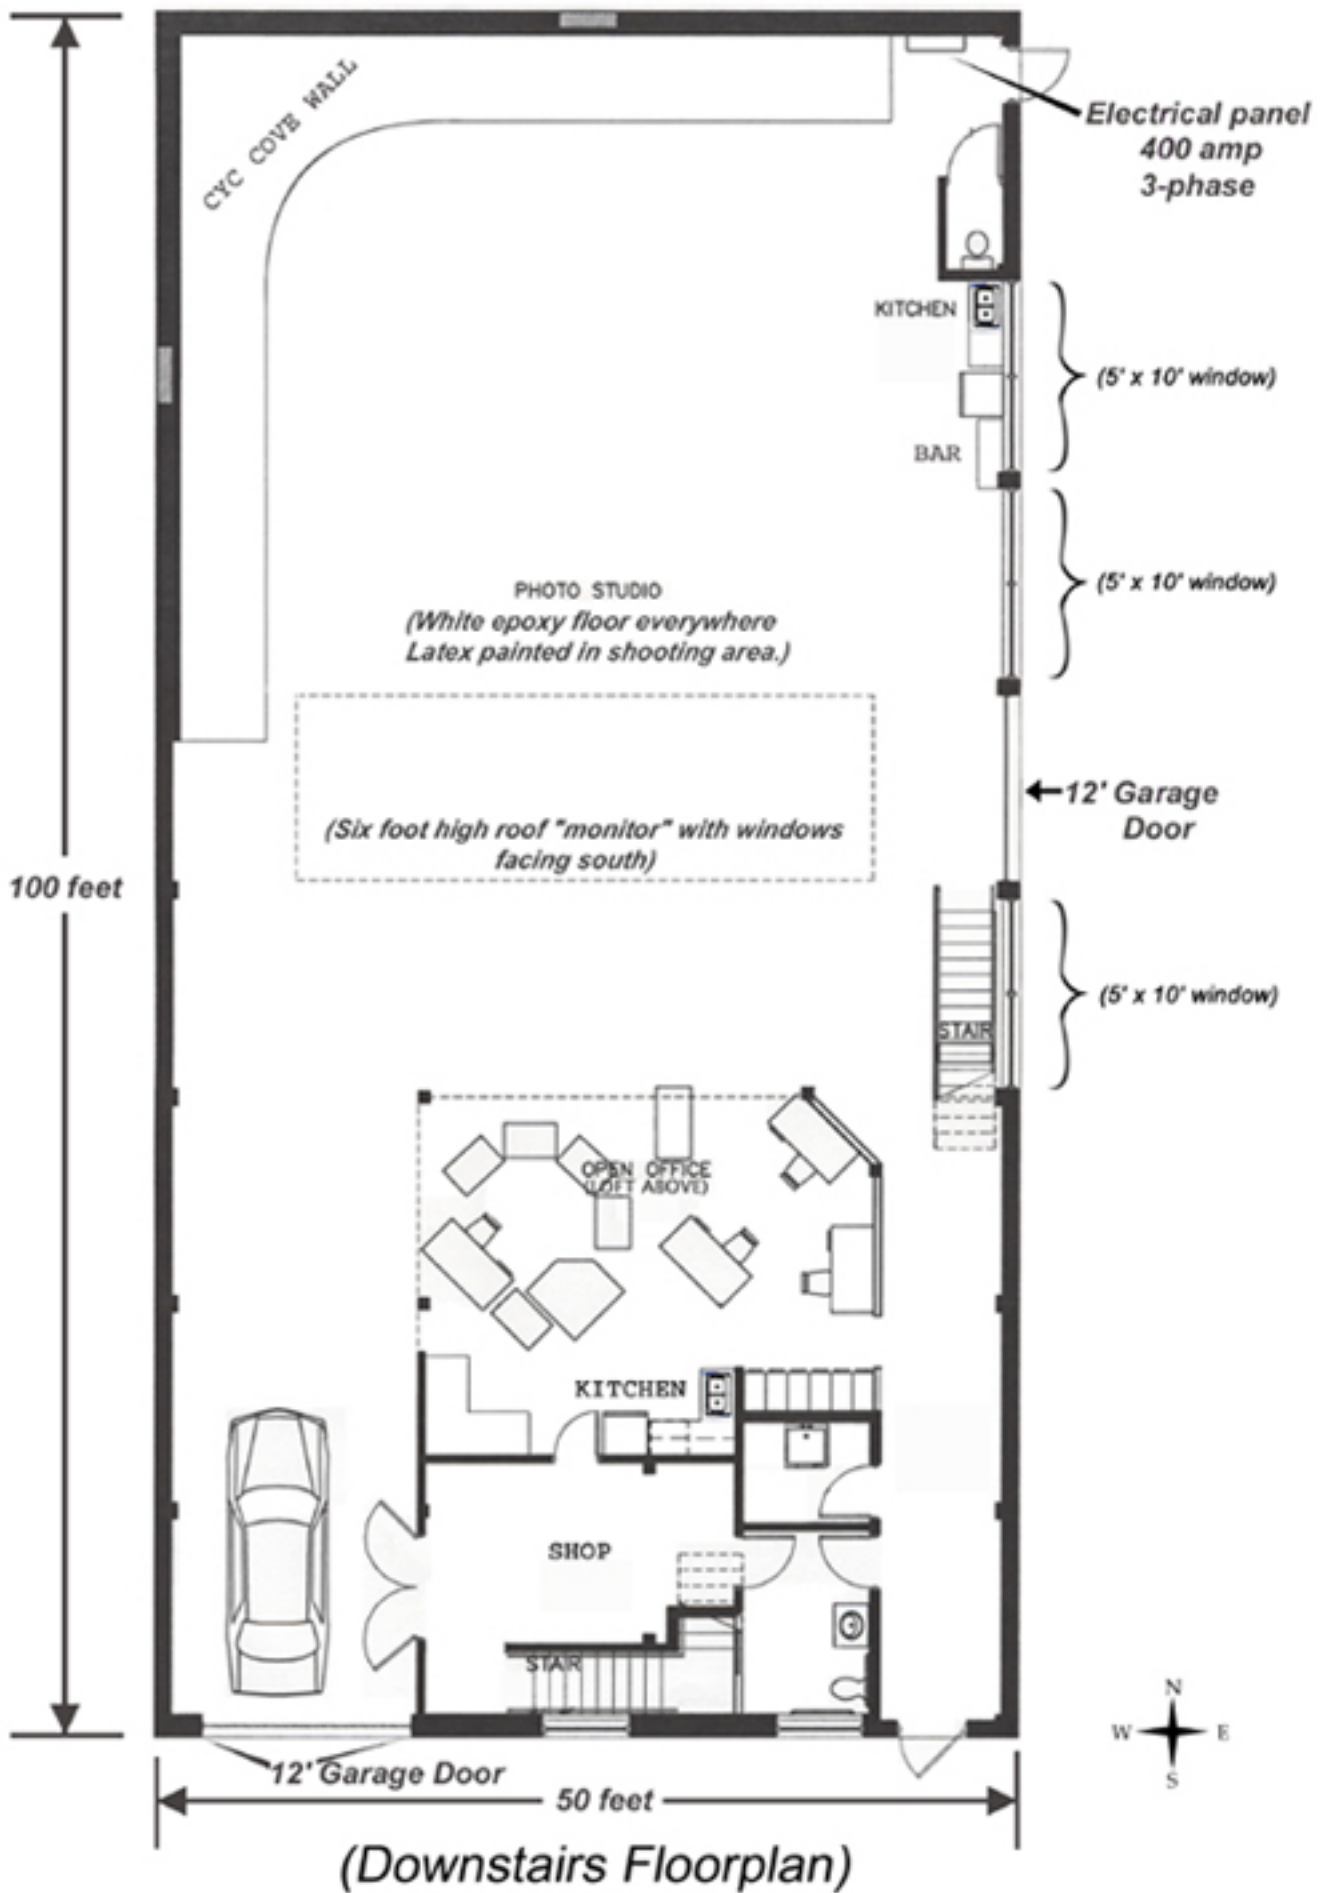 CYC COVE WALL
Electrical panel
400 amp
3-phase
KITCHEN
(5' x 10' window)
BAR
(5' x 10' window)
PHOTO STUDIO
(White epoxy floor everywhere
Latex painted in shooting area.)
12' Garage
Door
(Six foot high roof "monitor" with windows
facing south)
100 feet
(5' x 10' window)
STAIR
OPEN OFFICE
(LOFT ABOVE)
KITCHEN
SHOP
STAIR
N
W E
S
12' Garage Door
50 feet
(Downstairs Floorplan)